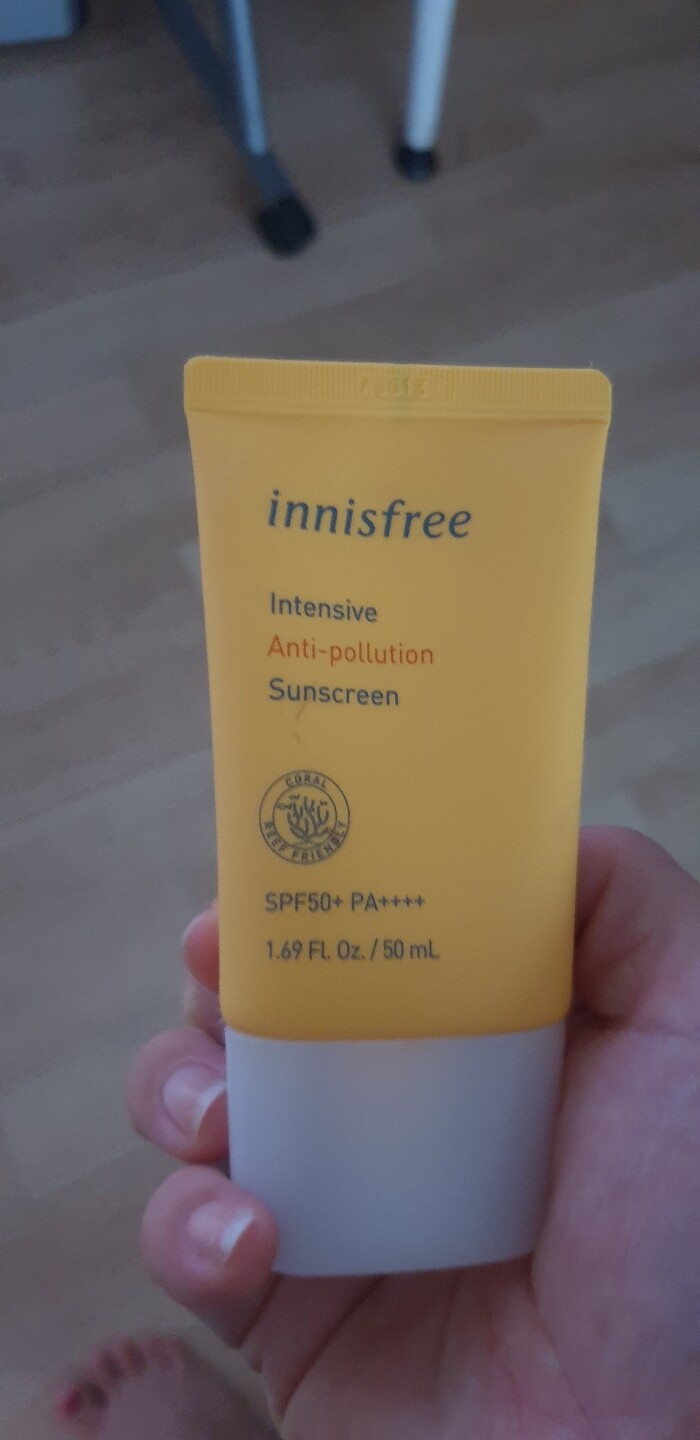 innisfree
Intensive
Anti-pollution
Sunscreen
CORAL
REEF FRIENDLY
SPF50+ PA++++
1.69 Fl. Oz. / 50 mL